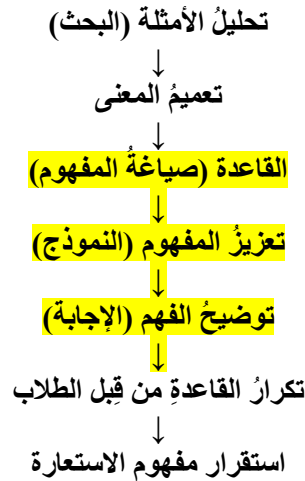 تحليلُ الأمثلة (البحث)
↓
تعميمُ المعنى
↓
القاعدة (صياغةُ المفهوم)
↓
تعزيزُ المفهوم (النموذج)
↓
توضيحُ الفهم (الإجابة)
↓
تكرارُ القاعدةِ من قِبل الطلاب
↓
استقرار مفهوم الاستعارة